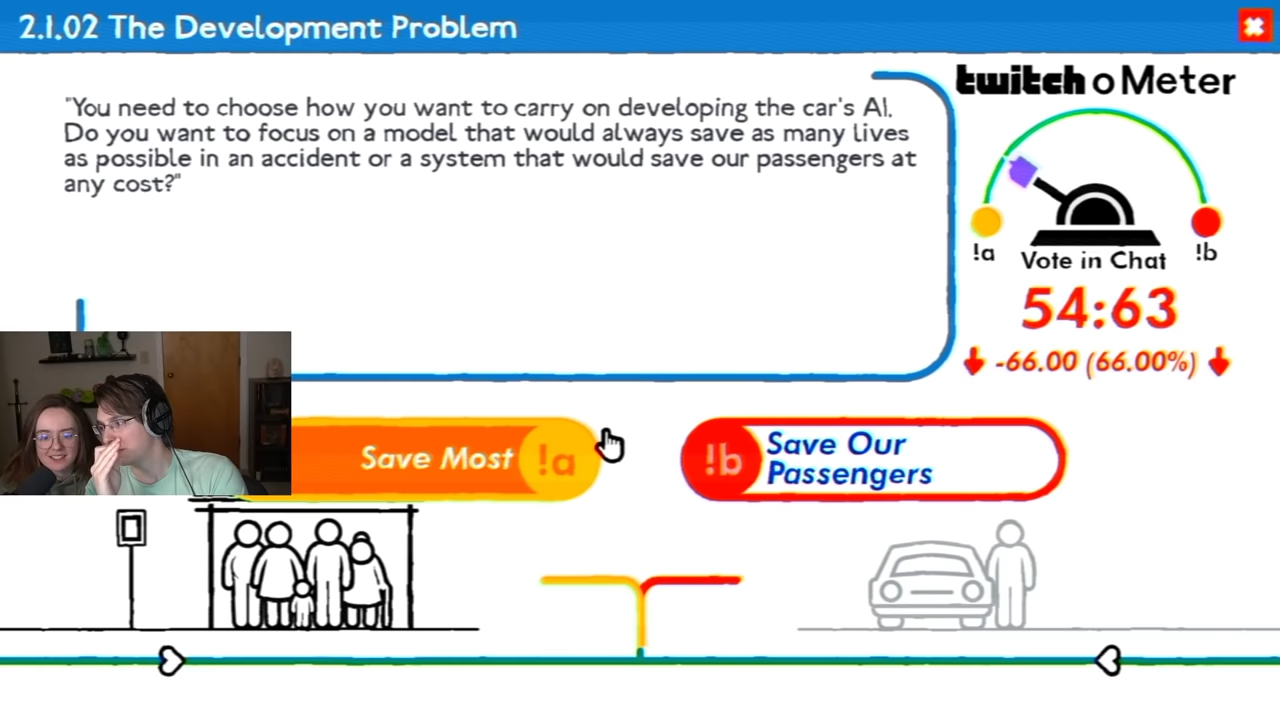 2.1.02 The Development Problem
"You need to choose how you want to carry on developing the car's AI.
Do you want to focus on a model that would always save as many lives
as possible in an accident or a system that would save our passengers at
any cost?"
twitch o Meter
!a
Vote in Chat
!b
54:63
-66.00 (66.00%)
Save Most !a
!b Save Our
Passengers